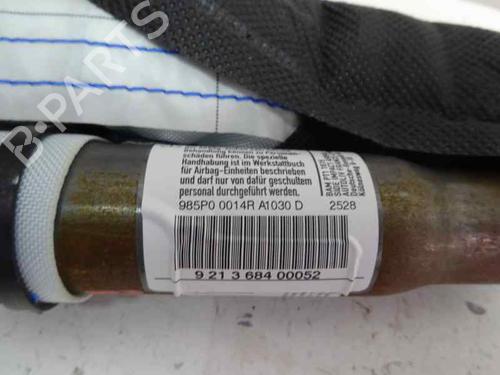 B-PARTS
schäden führen. Die spezielle
Handhabung ist im Werkstattbuch
für Airbag-Einheiten beschrieben
und darf nur von dafür geschultem
personal durchgeführt werden.
985P0 0014R A1030 D 2528
9 21 3 684 00052